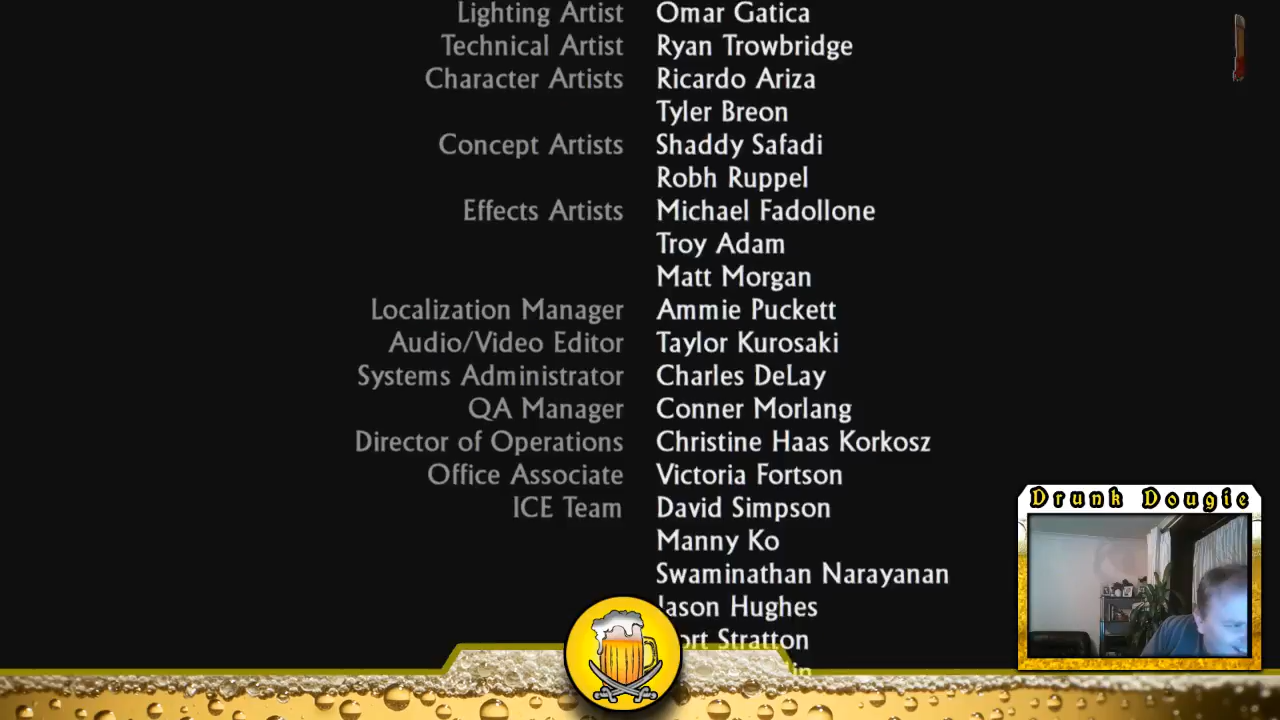 Lighting Artist Omar Gatica
Technical Artist Ryan Trowbridge
Character Artists Ricardo Ariza
Tyler Breon
Concept Artists Shaddy Safadi
Robh Ruppel
Effects Artists Michael Fadollone
Troy Adam
Matt Morgan
Localization Manager Ammie Puckett
Audio/Video Editor Taylor Kurosaki
Systems Administrator Charles DeLay
QA Manager Conner Morlang
Director of Operations Christine Haas Korkosz
Office Associate Victoria Fortson
ICE Team David Simpson
Manny Ko
Swaminathan Narayanan
Jason Hughes
Stratton
Drunk Dougie